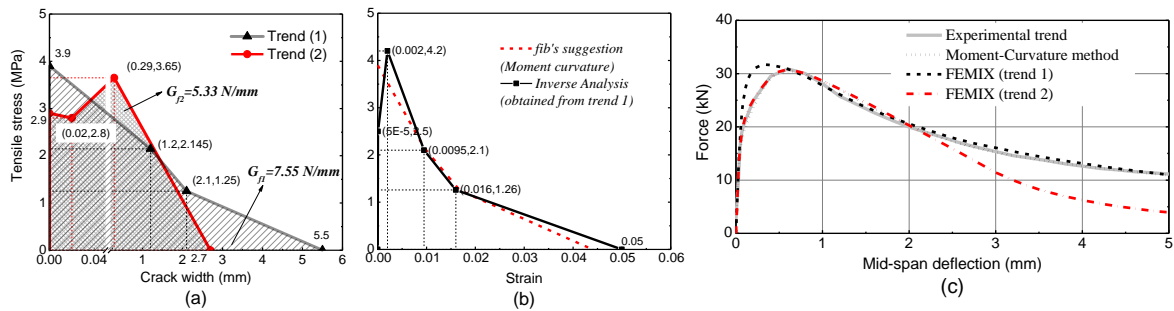 5
4
3
2
1
0
Tensile stress (MPa)
3.9
2.9
Trend (1)
Trend (2)
(0.29,3.65)
G_f2=5.33 N/mm
(0.02,2.8)
(1.2,2.145)
(2.1,1.25)
G_f1=7.55 N/mm
5.5
0.00 0.04 1 2 3 4 5 6
2.7
Crack width (mm)
(a)
5
4
3
2
1
0
(0.002,4.2)
fib's suggestion
(Moment curvature)
Inverse Analysis
(obtained from trend 1)
(5E-5,2.5)
(0.0095,2.1)
(0.016,1.26)
0.05
0.00 0.01 0.02 0.03 0.04 0.05 0.06
Strain
(b)
40
30
20
10
0
Force (kN)
Experimental trend
Moment-Curvature method
FEMIX (trend 1)
FEMIX (trend 2)
0 1 2 3 4 5
Mid-span deflection (mm)
(c)